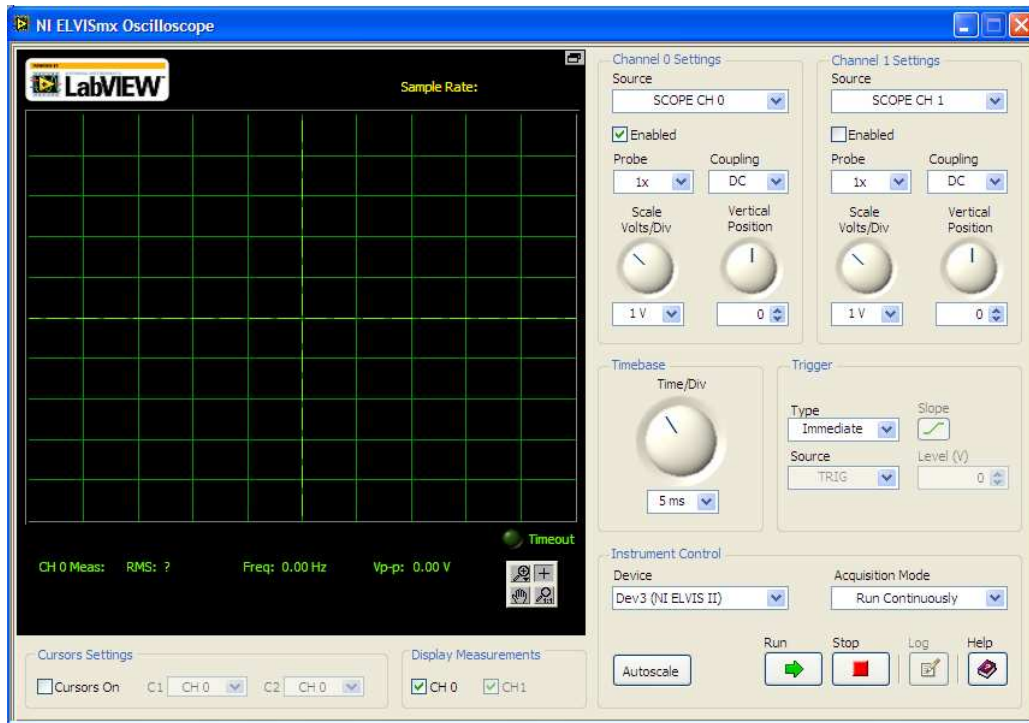 NI ELVISmx Oscilloscope
LabVIEW
Sample Rate:
Timeout
CH 0 Meas: RMS: ? Freq: 0.00 Hz Vp-p: 0.00 V
Cursors Settings
Cursors On C1 CH 0 C2 CH 0
Display Measurements
CH 0 CH1
Channel 0 Settings
Source
SCOPE CH 0
Enabled
Probe Coupling
1x DC
Scale Vertical
Volts/Div Position
1 V 0
Channel 1 Settings
Source
SCOPE CH 1
Enabled
Probe Coupling
1x DC
Scale Vertical
Volts/Div Position
1 V 0
Timebase
Time/Div
5 ms
Trigger
Type Slope
Immediate
Source Level (V)
TRIG 0
Instrument Control
Device Acquisition Mode
Dev3 (NI ELVIS II) Run Continuously
Run Stop Log Help
Autoscale